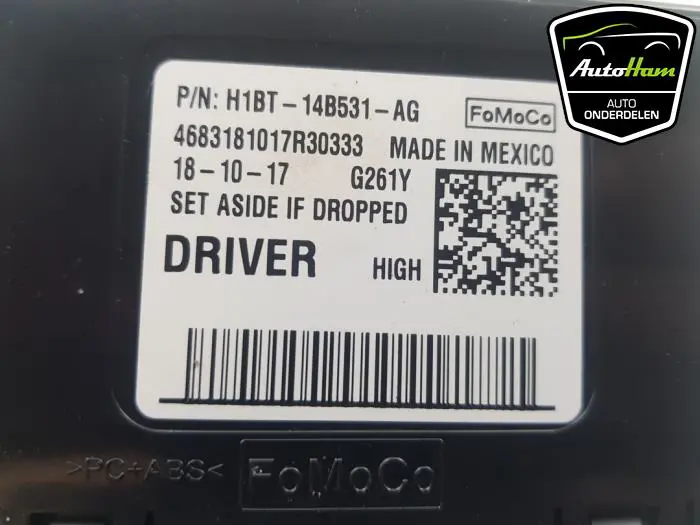 P/N: H1BT-14B531-AG FoMoCo
4683181017R30333 MADE IN MEXICO
18-10-17 G261Y
SET ASIDE IF DROPPED
DRIVER HIGH
>PC+ABS< FoMoCo
AutoHam
AUTO
ONDERDELEN